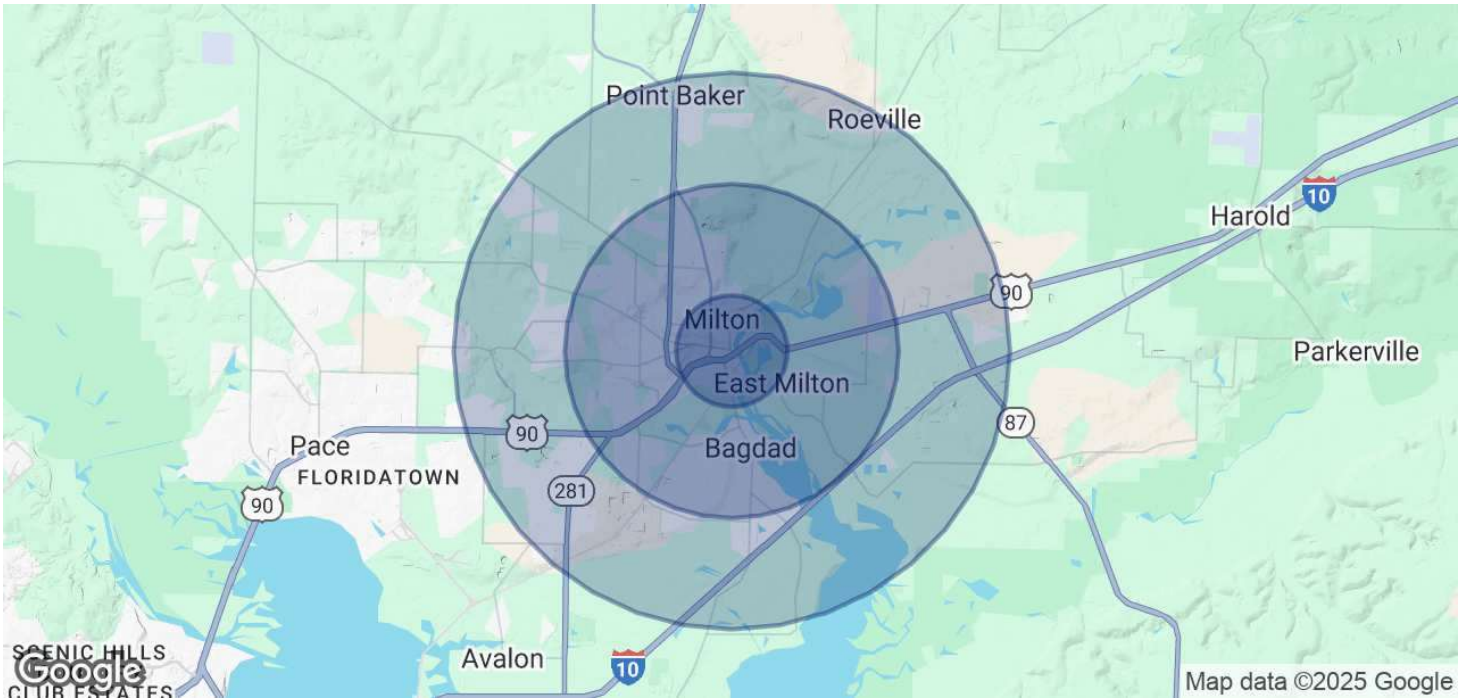 Point Baker
Roeville
10
Harold
90
Milton
Parkerville
East Milton
87
90
Pace
Bagdad
FLORIDATOWN
281
90
SCENIC HILLS
CLUB ESTATES
Avalon
10
Google
Map data ©2025 Google